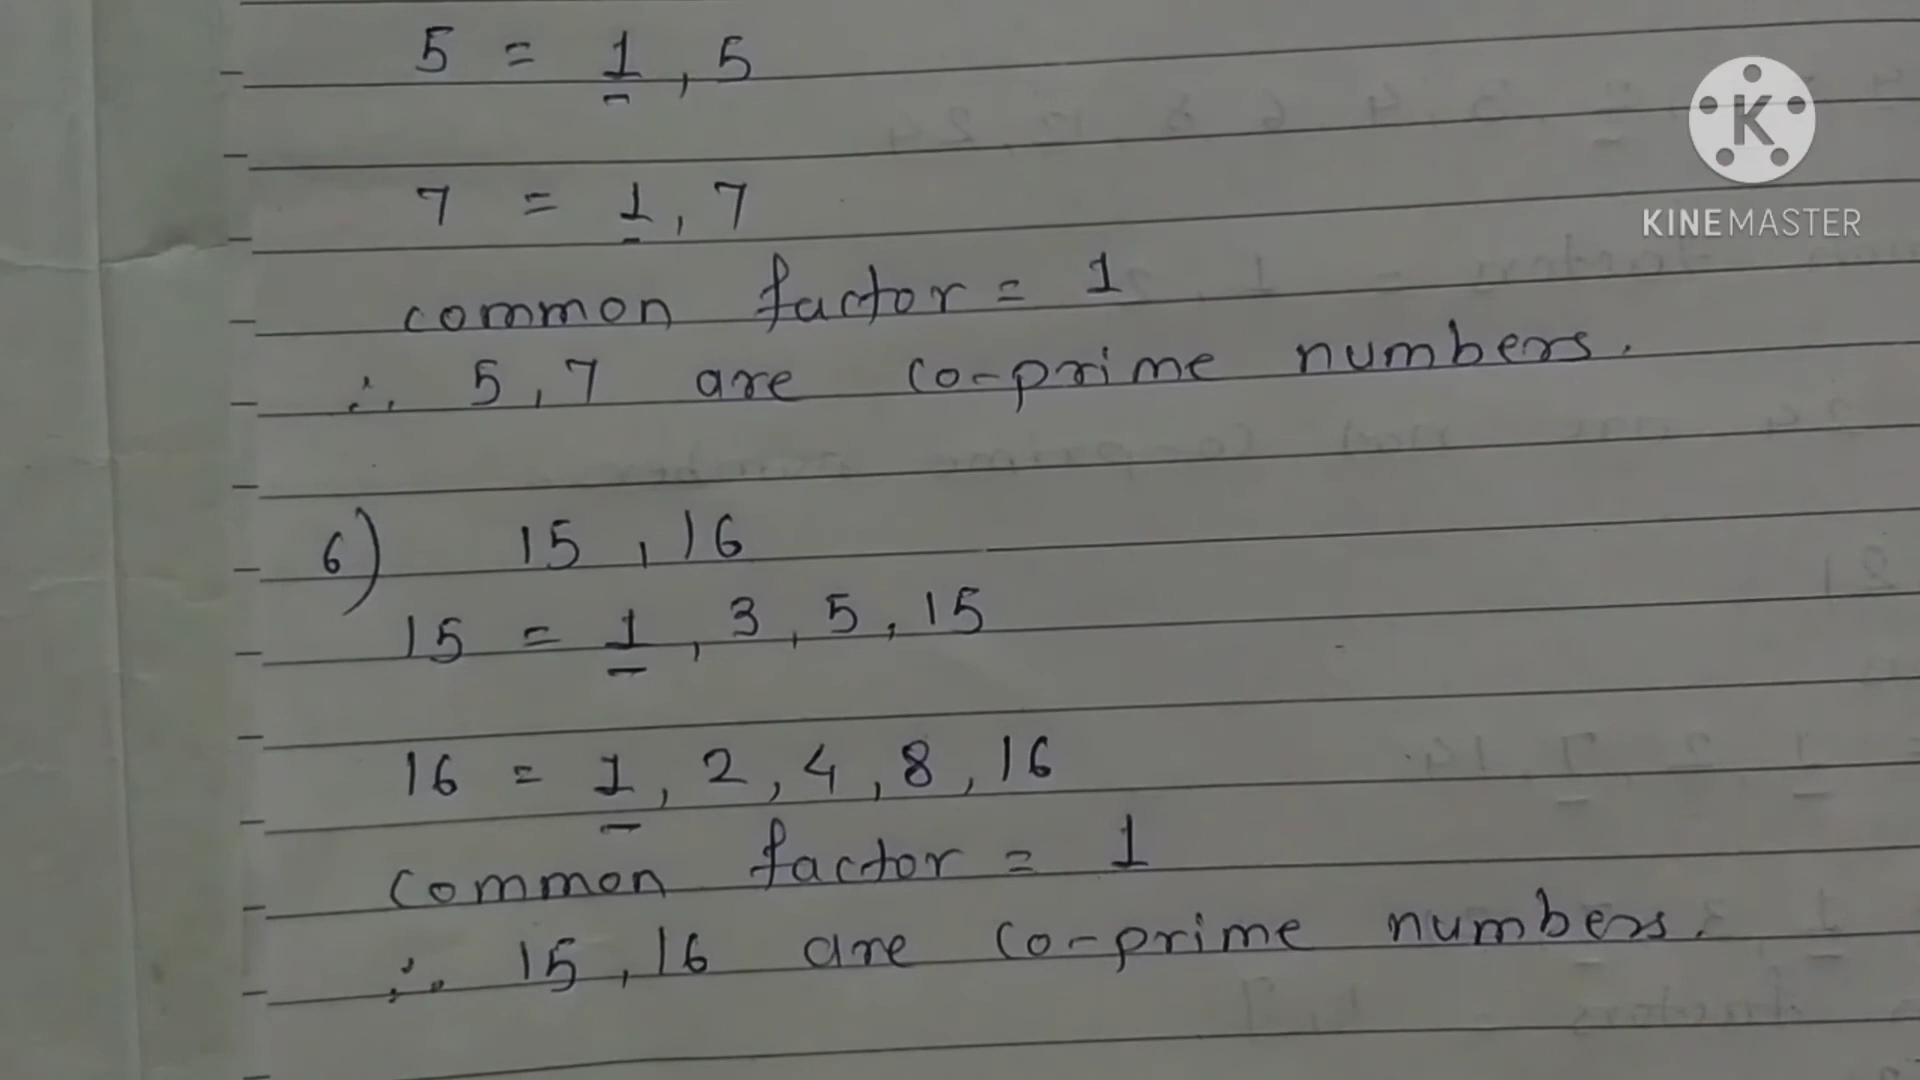 5 = 1, 5
KINEMASTER
7 = 1, 7
common factor = 1
∴ 5, 7 are co-prime numbers.
6) 15, 16
15 = 1, 3, 5, 15
16 = 1, 2, 4, 8, 16
common factor = 1
∴ 15, 16 are co-prime numbers.